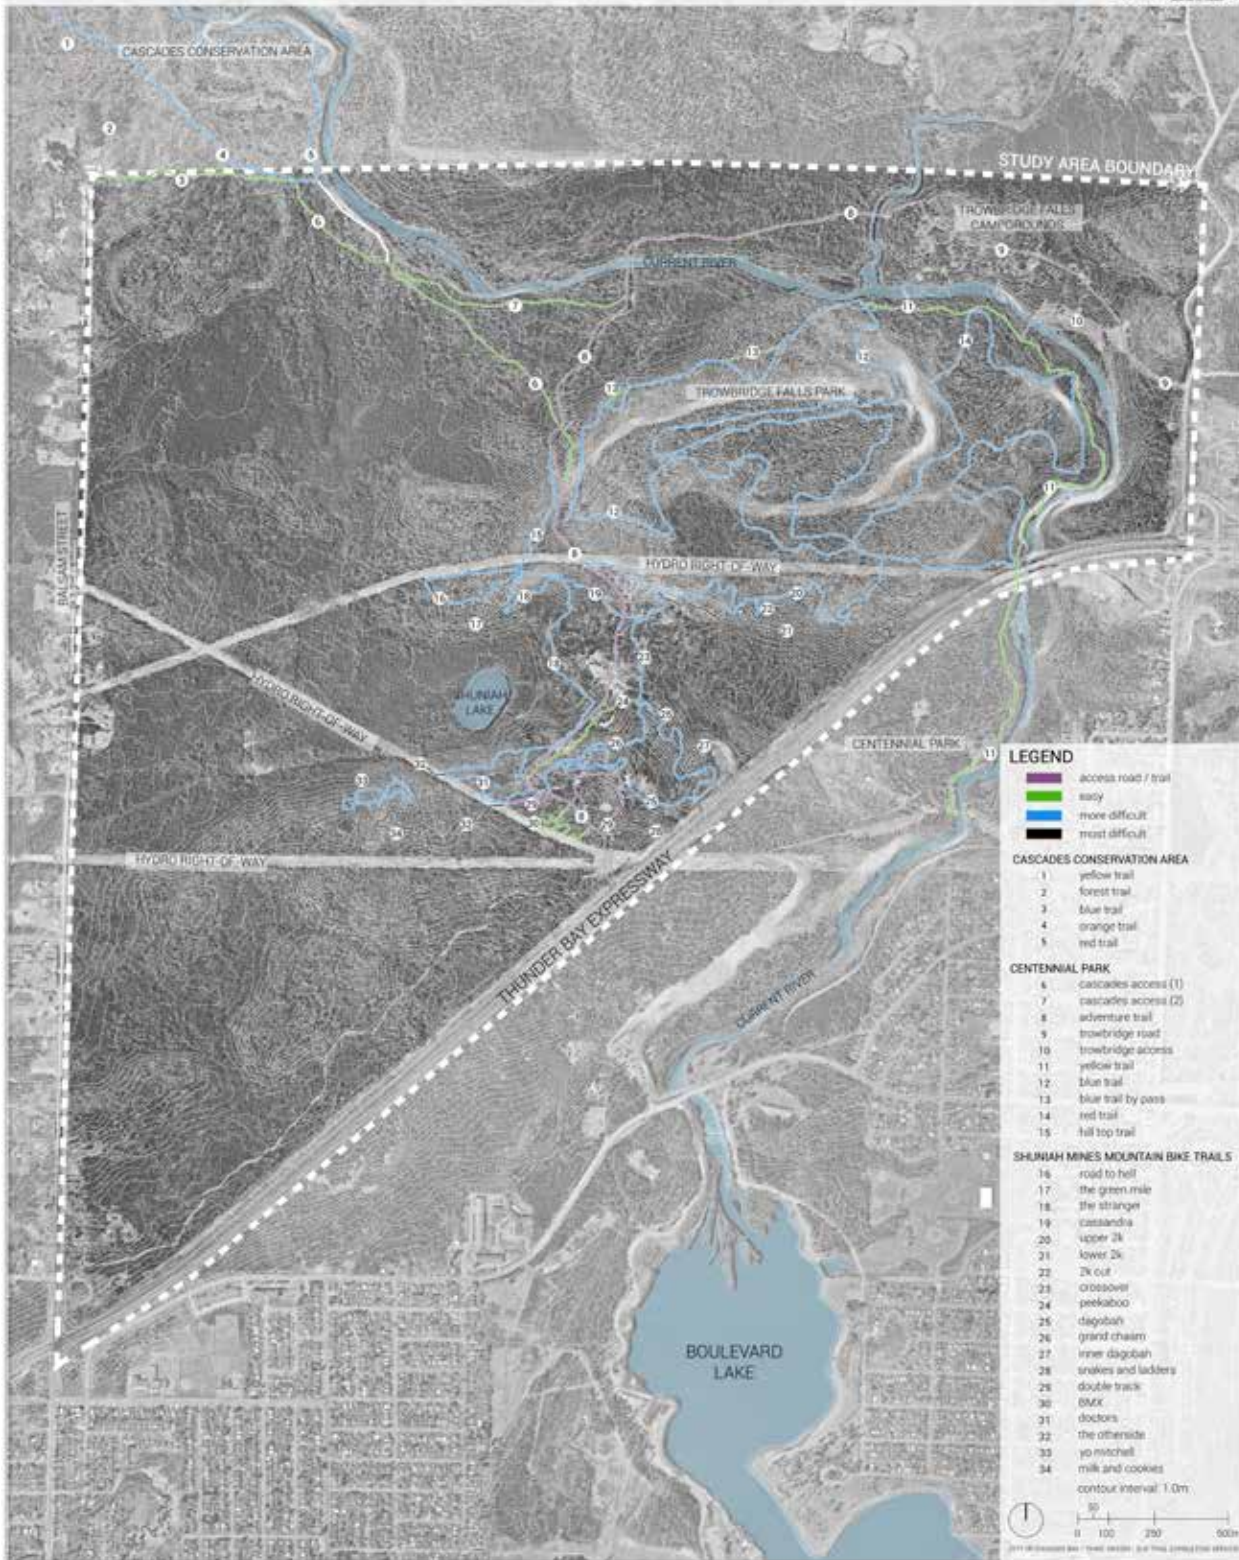 CASCADES CONSERVATION AREA
STUDY AREA BOUNDARY
TROWBRIDGE FALLS
CAMPGROUNDS
CURRENT RIVER
TROWBRIDGE FALLS PARK
BALSAM STREET
HYDRO RIGHT-OF-WAY
HYDRO RIGHT-OF-WAY
SHUNIAH
LAKE
CENTENNIAL PARK
HYDRO RIGHT-OF-WAY
THUNDER BAY EXPRESSWAY
CURRENT RIVER
BOULEVARD
LAKE
LEGEND
access road / trail
easy
more difficult
most difficult
CASCADES CONSERVATION AREA
1 yellow trail
2 forest trail
3 blue trail
4 orange trail
5 red trail
CENTENNIAL PARK
6 cascades access (1)
7 cascades access (2)
8 adventure trail
9 trowbridge road
10 trowbridge access
11 yellow trail
12 blue trail
13 blue trail by pass
14 red trail
15 hill top trail
SHUNIAH MINES MOUNTAIN BIKE TRAILS
16 road to hell
17 the green mile
18 the stranger
19 cassandra
20 upper 2k
21 lower 2k
22 2k cut
23 crossover
24 peekaboo
25 dagobah
26 grand chasm
27 inner dagobah
28 snakes and ladders
29 double track
30 BMX
31 doctors
32 the otherside
33 yo mitchell
34 milk and cookies
contour interval: 1.0m
50
0 100 250 500m